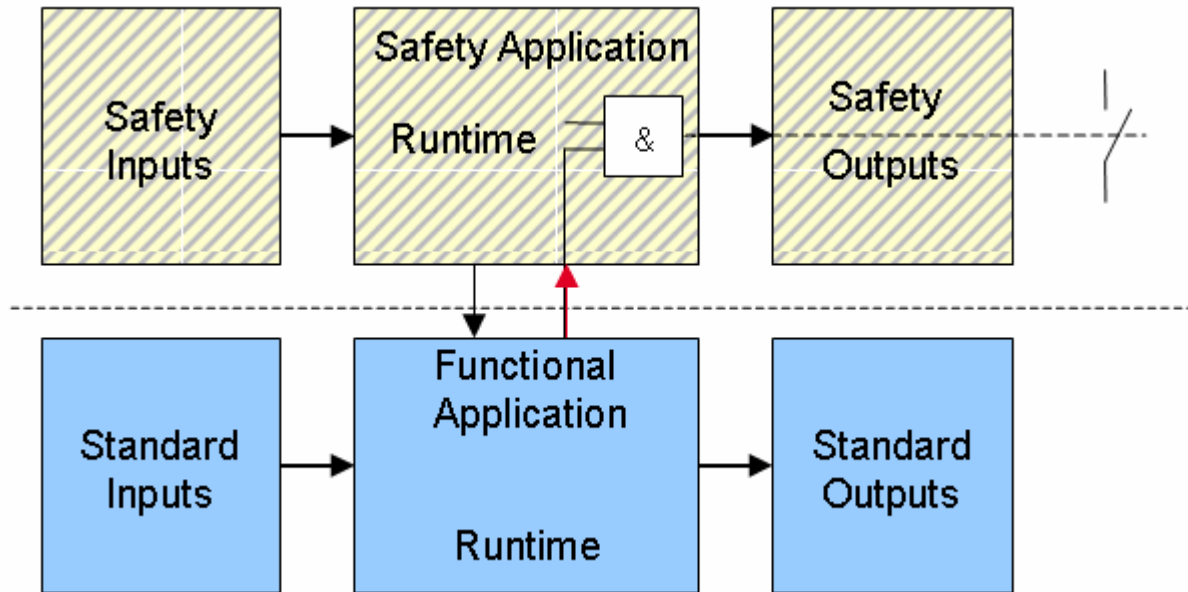 Safety
Inputs
Safety Application
Runtime
&
Safety
Outputs
Standard
Inputs
Functional
Application
Runtime
Standard
Outputs